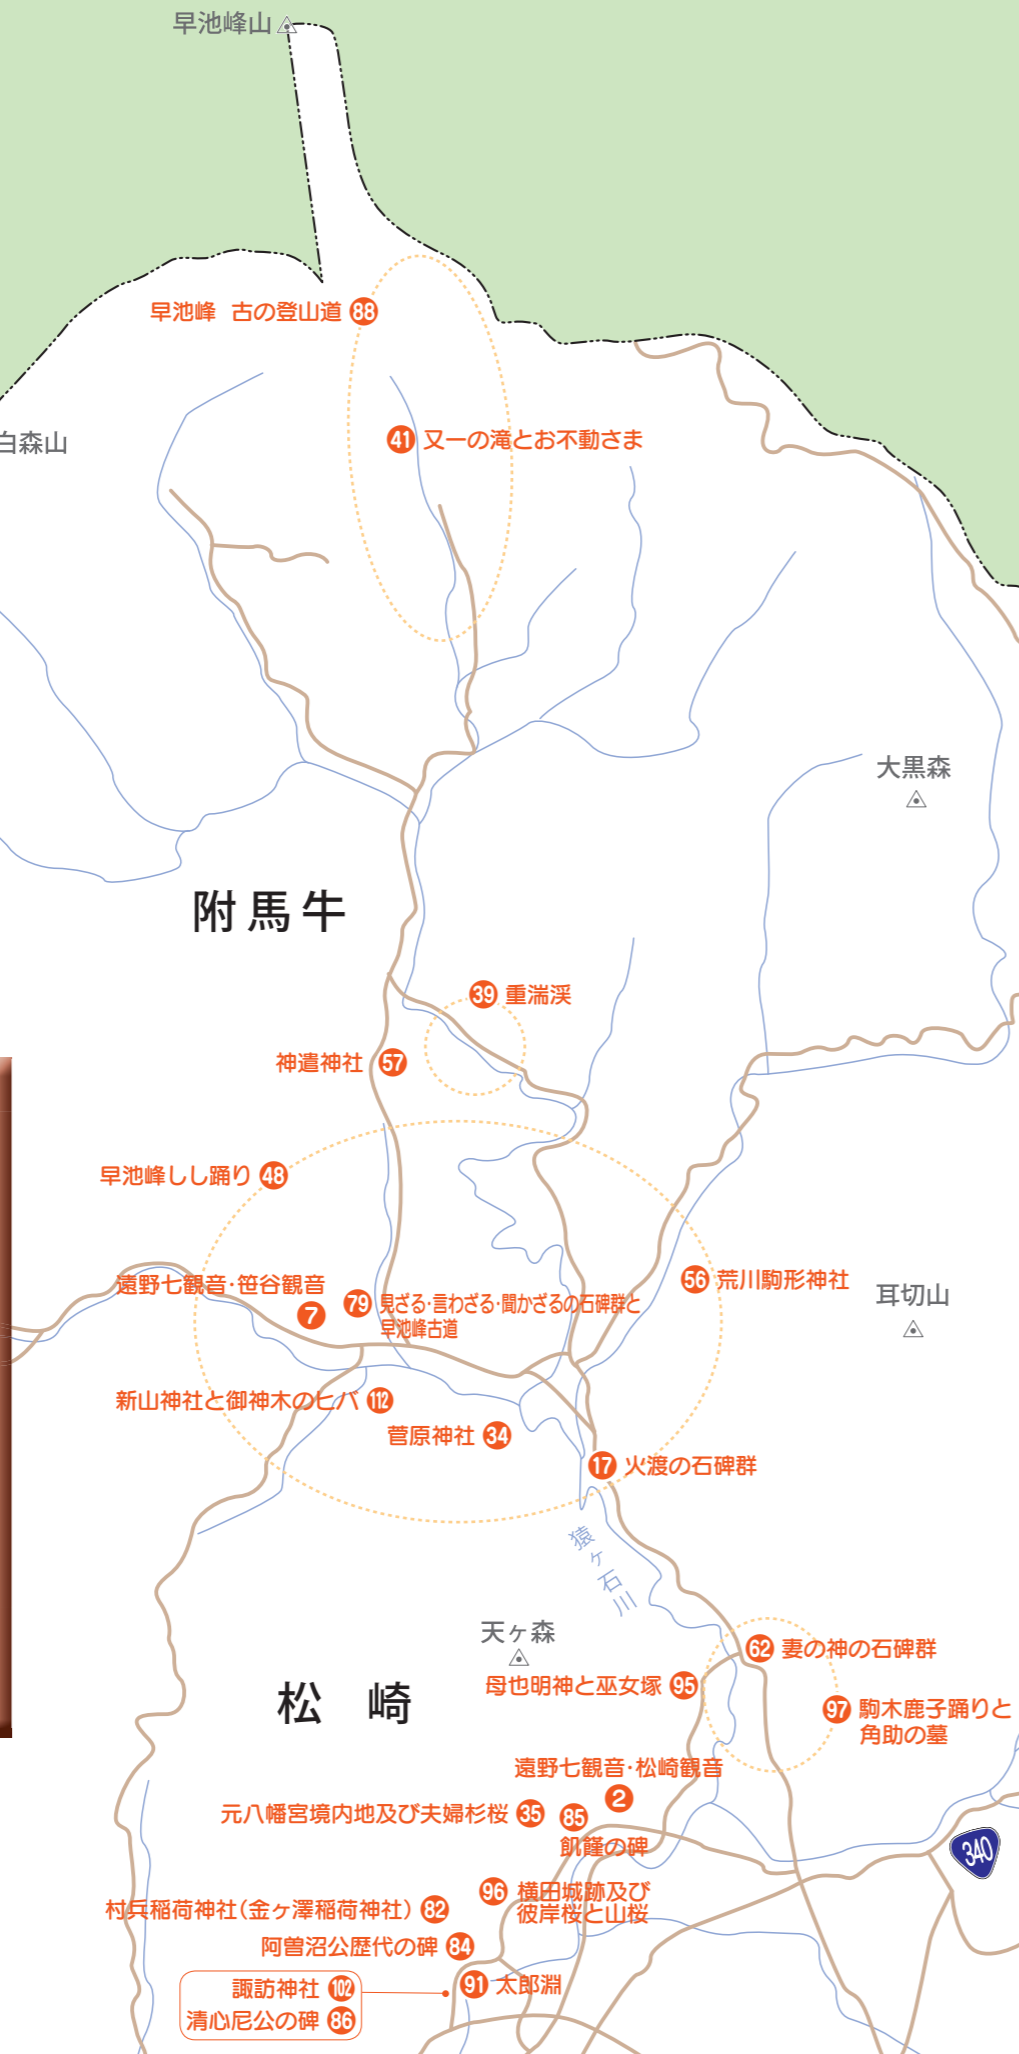 早池峰山
早池峰 古の登山道 88
41 又一の滝とお不動さま
白森山
大黒森
附馬牛
39 重湍渓
神遣神社 57
早池峰しし踊り 48
56 荒川駒形神社
遠野七観音・笹谷観音
7
79 見ざる・言わざる・聞かざるの石碑群と
早池峰古道
耳切山
新山神社と御神木のヒバ 112
菅原神社 34
17 火渡の石碑群
猿ヶ石川
天ヶ森
62 妻の神の石碑群
母也明神と巫女塚 95
松崎
97 駒木鹿子踊りと
角助の墓
遠野七観音・松崎観音
2
元八幡宮境内地及び夫婦杉桜 35
85
飢饉の碑
340
96 横田城跡及び
彼岸桜と山桜
村兵稲荷神社(金ヶ澤稲荷神社) 82
阿曽沼公歴代の碑 84
91 太郎淵
諏訪神社 102
清心尼公の碑 86